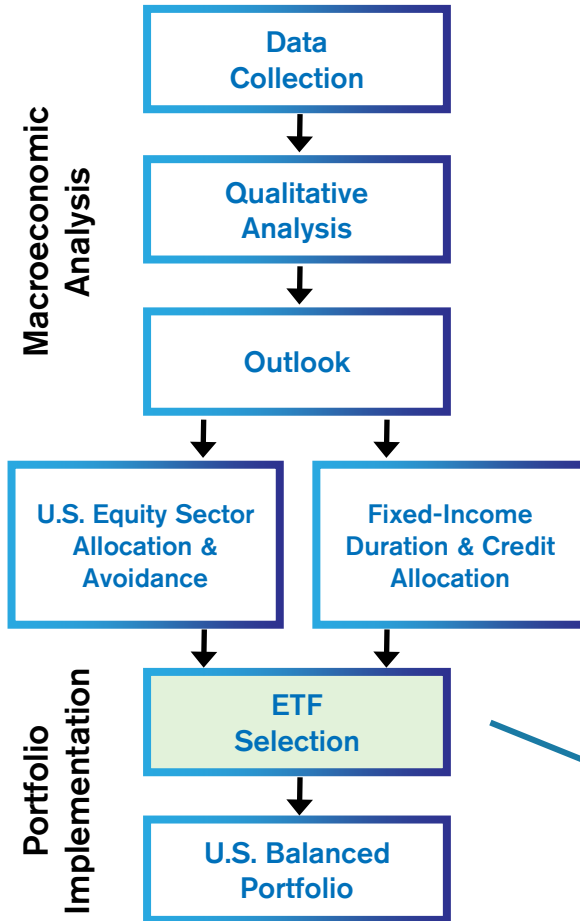 Macroeconomic
Analysis
Data
Collection
Qualitative
Analysis
Outlook
U.S. Equity Sector
Allocation &
Avoidance
Fixed-Income
Duration & Credit
Allocation
Portfolio
Implementation
ETF
Selection
U.S. Balanced
Portfolio